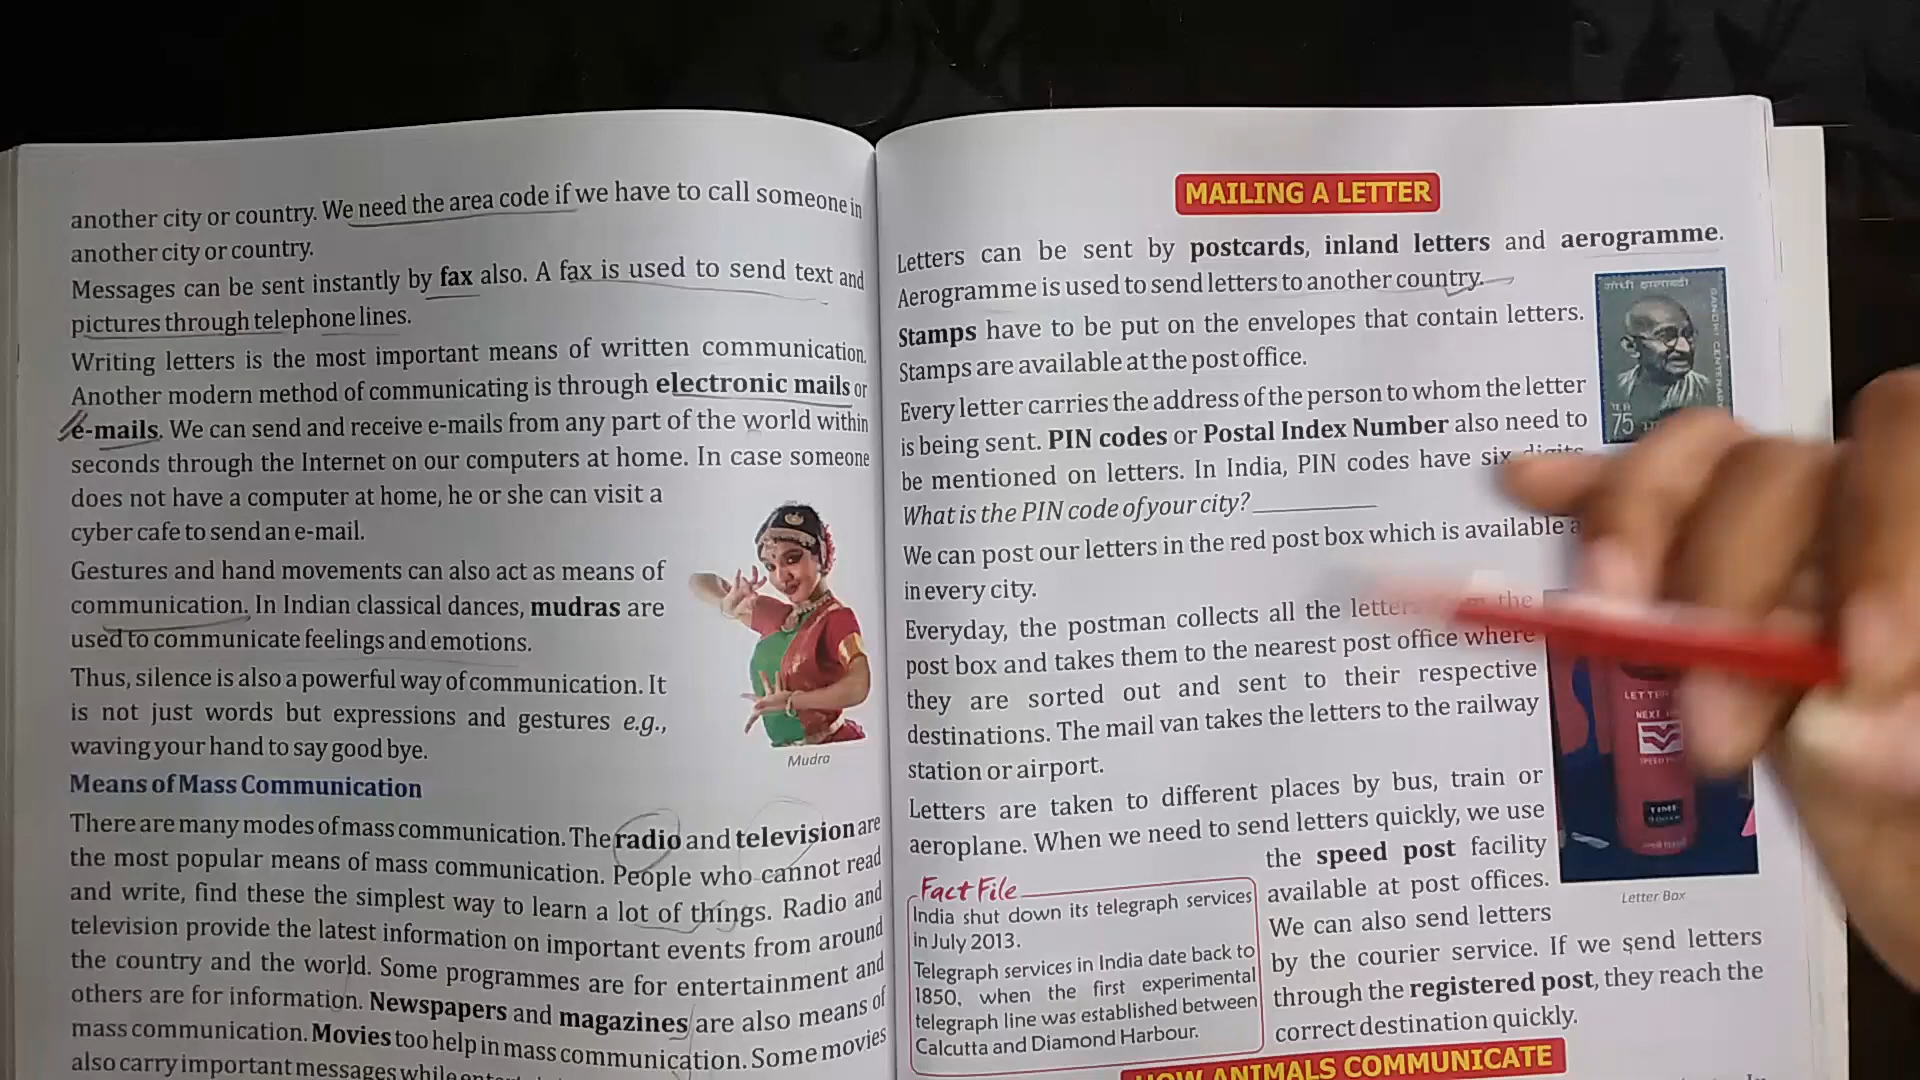 another city or country. We need the area code if we have to call someone in
another city or country.
Messages can be sent instantly by fax also. A fax is used to send text and
pictures through telephone lines.
Writing letters is the most important means of written communication.
Another modern method of communicating is through electronic mails or
e-mails. We can send and receive e-mails from any part of the world within
seconds through the Internet on our computers at home. In case someone
does not have a computer at home, he or she can visit a
cyber cafe to send an e-mail.
Gestures and hand movements can also act as means of
communication. In Indian classical dances, mudras are
used to communicate feelings and emotions.
Thus, silence is also a powerful way of communication. It
is not just words but expressions and gestures e.g.,
waving your hand to say good bye.
Mudra
Means of Mass Communication
There are many modes of mass communication. The radio and television are
the most popular means of mass communication. People who cannot read
and write, find these the simplest way to learn a lot of things. Radio and
television provide the latest information on important events from around
the country and the world. Some programmes are for entertainment and
others are for information. Newspapers and magazines are also means of
mass communication. Movies too help in mass communication. Some movies
also carry important messages while
MAILING A LETTER
Letters can be sent by postcards, inland letters and aerogramme.
Aerogramme is used to send letters to another country.
Stamps have to be put on the envelopes that contain letters.
Stamps are available at the post office.
Every letter carries the address of the person to whom the letter
is being sent. PIN codes or Postal Index Number also need to
be mentioned on letters. In India, PIN codes have six digits
What is the PIN code of your city?
We can post our letters in the red post box which is available
in every city.
Everyday, the postman collects all the the
post box and takes them to the nearest post office where
they are sorted out and sent to their respective
destinations. The mail van takes the letters to the railway
station or airport.
Letters are taken to different places by bus, train or
aeroplane. When we need to send letters quickly, we use
the speed post facility
available at post offices.
We can also send letters
by the courier service. If we send letters
through the registered post, they reach the
correct destination quickly.
Fact File
India shut down its telegraph services
in July 2013.
Telegraph services in India date back to
1850, when the first experimental
telegraph line was established between
Calcutta and Diamond Harbour.
75
LETTER
NEXT
TIME
Letter Box
HOW ANIMALS COMMUNICATE